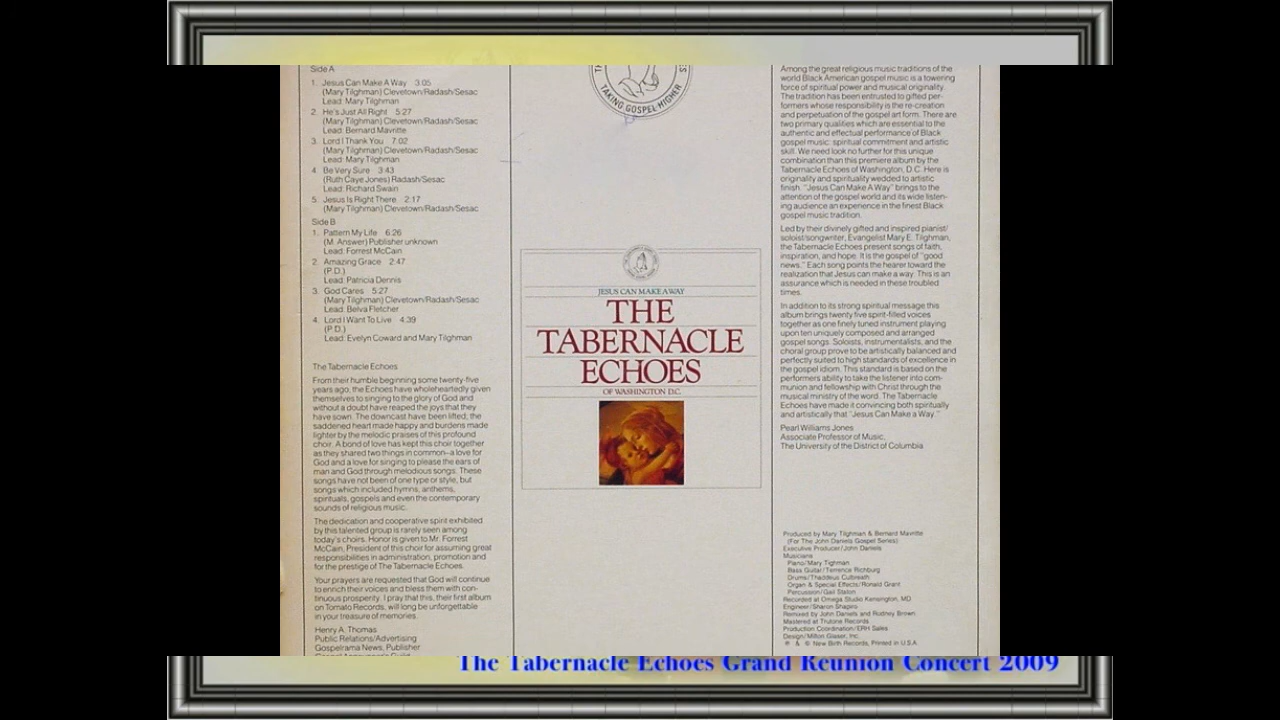 Side A
1. Jesus Can Make A Way 3:05
(Mary Tilghman) Clevetown/Radash/Sesac
Lead: Mary Tilghman
2. He's Just All Right 5:27
(Mary Tilghman) Clevetown/Radash/Sesac
Lead: Bernard Mavritte
3. Lord I Thank You 7:02
(Mary Tilghman) Clevetown/Radash/Sesac
Lead: Mary Tilghman
4. Be Very Sure 3:43
(Ruth Caye Jones) Radash/Sesac
Lead: Richard Swain
5. Jesus Is Right There 2:17
(Mary Tilghman) Clevetown/Radash/Sesac
Side B
1. Pattern My Life 6:26
(M. Answer) Publisher unknown
Lead: Forrest McCain
2. Amazing Grace 2:47
(P.D.)
Lead: Patricia Dennis
3. God Cares 5:27
(Mary Tilghman) Clevetown/Radash/Sesac
Lead: Belva Fletcher
4. Lord I Want To Live 4:39
(P.D.)
Lead: Evelyn Coward and Mary Tilghman
The Tabernacle Echoes
From their humble beginning some twenty-five
years ago, the Echoes have wholeheartedly given
themselves to singing to the glory of God and
without a doubt have reaped the joys that they
have sown. The downcast have been lifted; the
saddened heart made happy and burdens made
lighter by the melodic praises of this profound
choir. A bond of love has kept this choir together
as they shared two things in common–a love for
God and a love for singing to please the ears of
man and God through melodious songs. These
songs have not been of one type or style, but
songs which included hymns, anthems,
spirituals, gospels and even the contemporary
sounds of religious music.
The dedication and cooperative spirit exhibited
by this talented group is rarely seen among
today's choirs. Honor is given to Mr. Forrest
McCain, President of this choir for assuming great
responsibilities in administration, promotion and
for the prestige of The Tabernacle Echoes.
Your prayers are requested that God will continue
to enrich their voices and bless them with con-
tinuous prosperity. I pray that this, their first album
on Tomato Records, will long be unforgettable
in your treasure of memories.
Henry A. Thomas
Public Relations/Advertising
Gospelrama News, Publisher
TAKING GOSPEL HIGHER
JESUS CAN MAKE A WAY
THE
TABERNACLE
ECHOES
OF WASHINGTON D.C.
Among the great religious music traditions of the
world Black American gospel music is a towering
force of spiritual power and musical originality.
The tradition has been entrusted to gifted per-
formers whose responsibility is the re-creation
and perpetuation of the gospel art form. There are
two primary qualities which are essential to the
authentic and effectual performance of Black
gospel music: spiritual commitment and artistic
skill. We need look no further for this unique
combination than this premiere album by the
Tabernacle Echoes of Washington, D.C. Here is
originality and spirituality wedded to artistic
finish. "Jesus Can Make A Way" brings to the
attention of the gospel world and its wide listen-
ing audience an experience in the finest Black
gospel music tradition.
Led by their divinely gifted and inspired pianist/
soloist/songwriter, Evangelist Mary E. Tilghman,
the Tabernacle Echoes present songs of faith,
inspiration, and hope. It is the gospel of "good
news." Each song points the hearer toward the
realization that Jesus can make a way. This is an
assurance which is needed in these troubled
times.
In addition to its strong spiritual message this
album brings twenty five spirit-filled voices
together as one finely tuned instrument playing
upon ten uniquely composed and arranged
gospel songs. Soloists, instrumentalists, and the
choral group prove to be artistically balanced and
perfectly suited to high standards of excellence in
the gospel idiom. This standard is based on the
performers ability to take the listener into com-
munion and fellowship with Christ through the
musical ministry of the word. The Tabernacle
Echoes have made it convincing both spiritually
and artistically that "Jesus Can Make a Way."
Pearl Williams Jones
Associate Professor of Music,
The University of the District of Columbia
Produced by Mary Tilghman & Bernard Mavritte
(For The John Daniels Gospel Series)
Executive Producer/John Daniels
Musicians
Piano/Mary Tighman
Bass Guitar/Terrence Richburg
Drums/Thaddeus Culbreath
Organ & Special Effects/Ronald Grant
Percussion/Gail Staton
Recorded at Omega Studio Kensington, MD
Engineer/Sharon Shapiro
Remixed by John Daniels and Rodney Brown
Mastered at Trutone Records
Production Coordination/ERH Sales
Design/Milton Glaser, Inc.
℗ & © New Birth Records, Printed in U.S.A.
The Tabernacle Echoes Grand Reunion Concert 2009